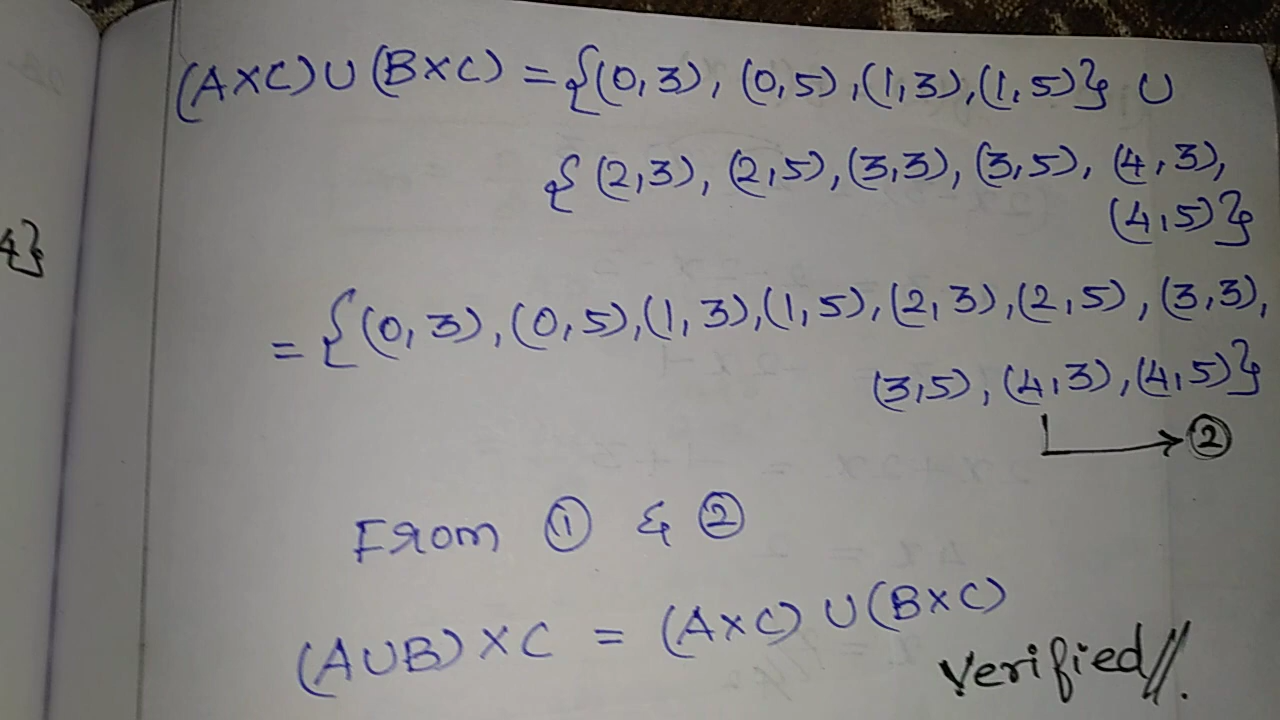 (A×C)∪(B×C) = {(0,3), (0,5), (1,3), (1,5)} ∪
{(2,3), (2,5), (3,3), (3,5), (4,3),
(4,5)}
4}
= {(0,3), (0,5), (1,3), (1,5), (2,3), (2,5), (3,3),
(3,5), (4,3), (4,5)}
→ ②
From ① & ②
(A∪B)×C = (A×C) ∪ (B×C)
Verified//.